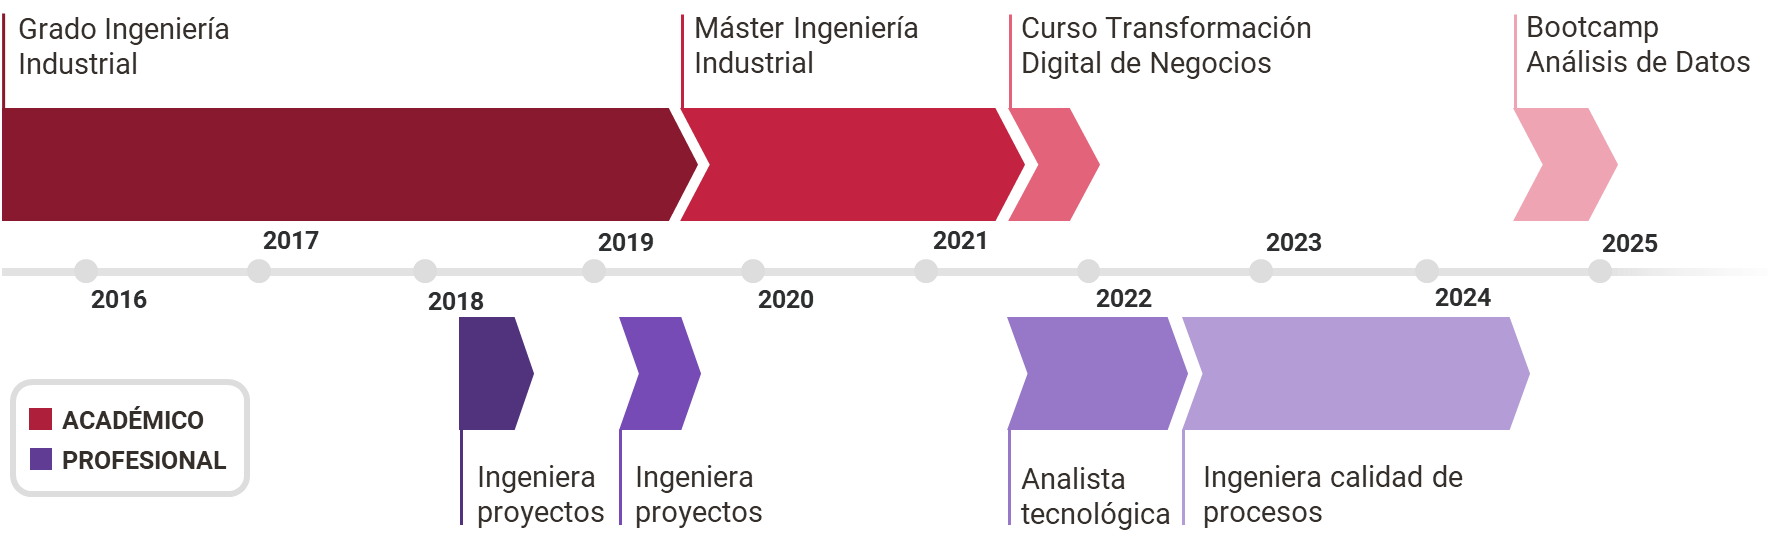 Grado Ingeniería
Industrial
Máster Ingeniería
Industrial
Curso Transformación
Digital de Negocios
Bootcamp
Análisis de Datos
2017
2019
2021
2023
2025
2016
2018
2020
2022
2024
ACADÉMICO
PROFESIONAL
Ingeniera
proyectos
Ingeniera
proyectos
Analista
tecnológica
Ingeniera calidad de
procesos